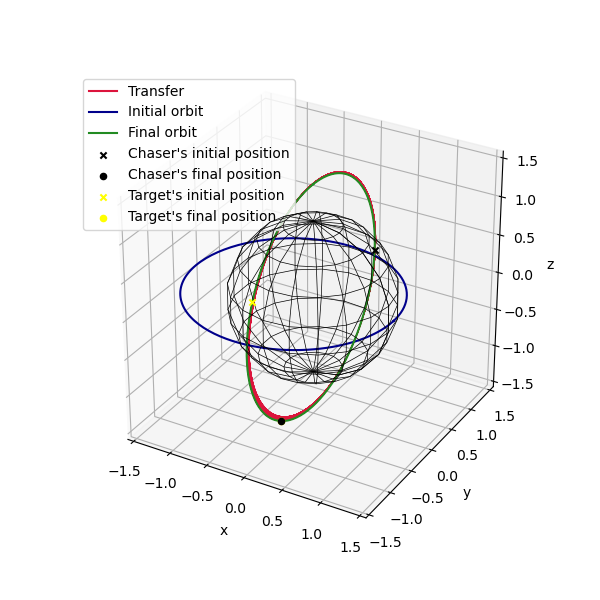 Transfer
Initial orbit
Final orbit
Chaser's initial position
Chaser's final position
Target's initial position
Target's final position
1.5
1.0
0.5
0.0
−0.5
−1.0
−1.5
z
1.5
1.0
0.5
0.0
−0.5
−1.0
−1.5
y
−1.5
−1.0
−0.5
0.0
0.5
1.0
1.5
x